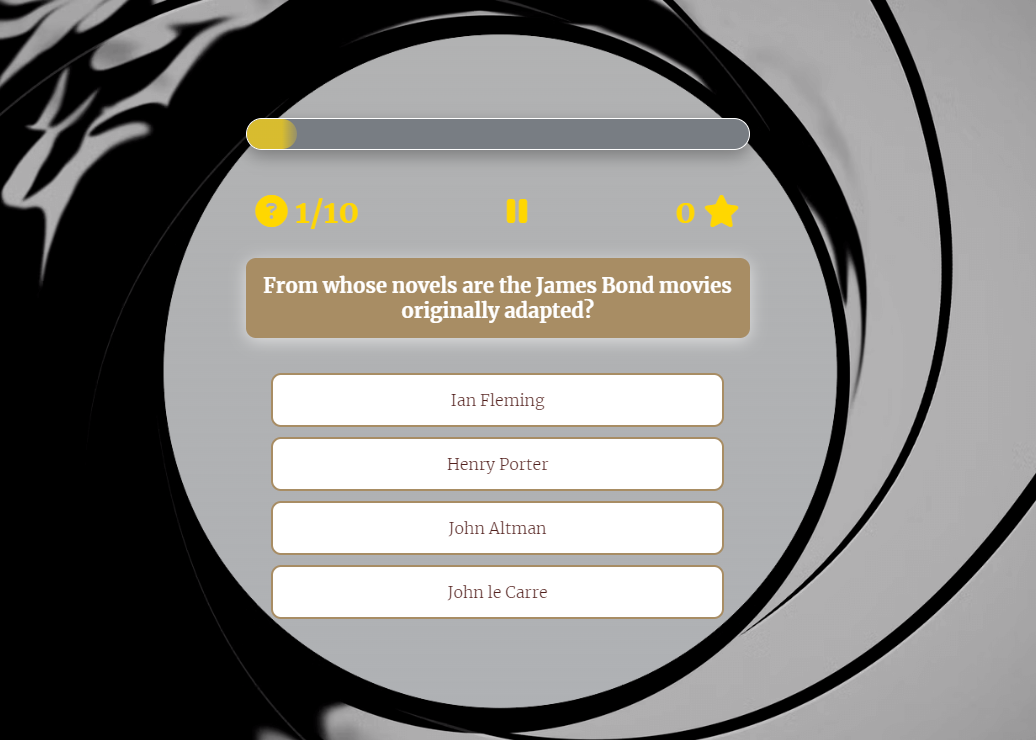 ? 1/10 0
From whose novels are the James Bond movies
originally adapted?
Ian Fleming
Henry Porter
John Altman
John le Carre